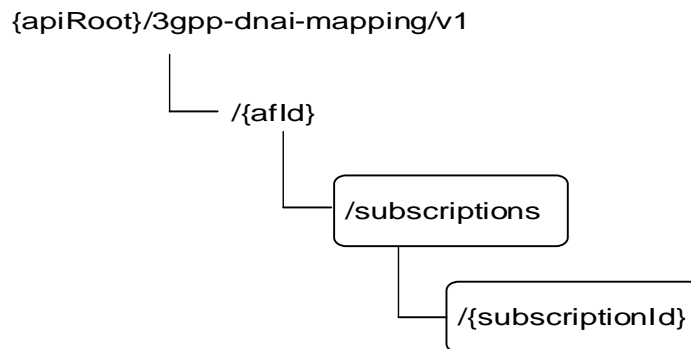 {apiRoot}/3gpp-dnai-mapping/v1
/{afId}
/subscriptions
/{subscriptionId}